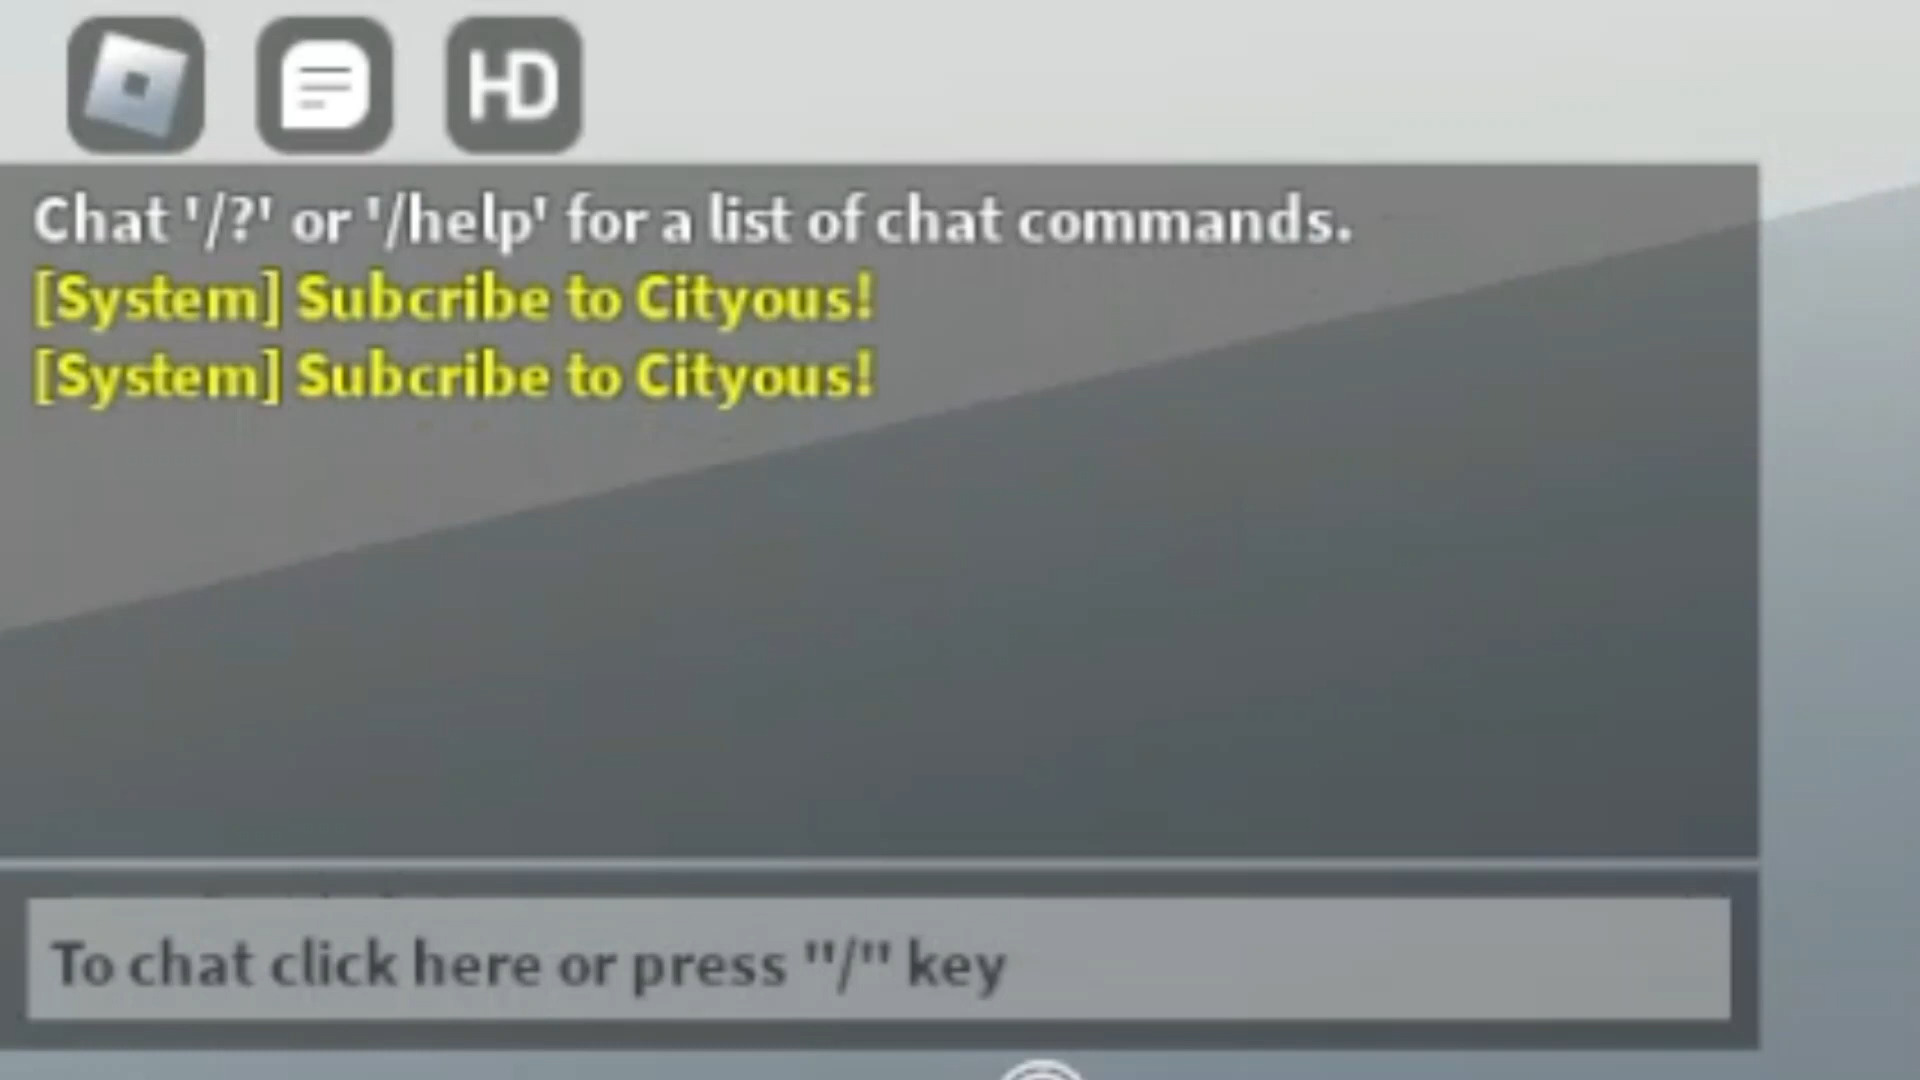 HD
Chat '/?' or '/help' for a list of chat commands.
[System] Subcribe to Cityous!
[System] Subcribe to Cityous!
To chat click here or press "/" key